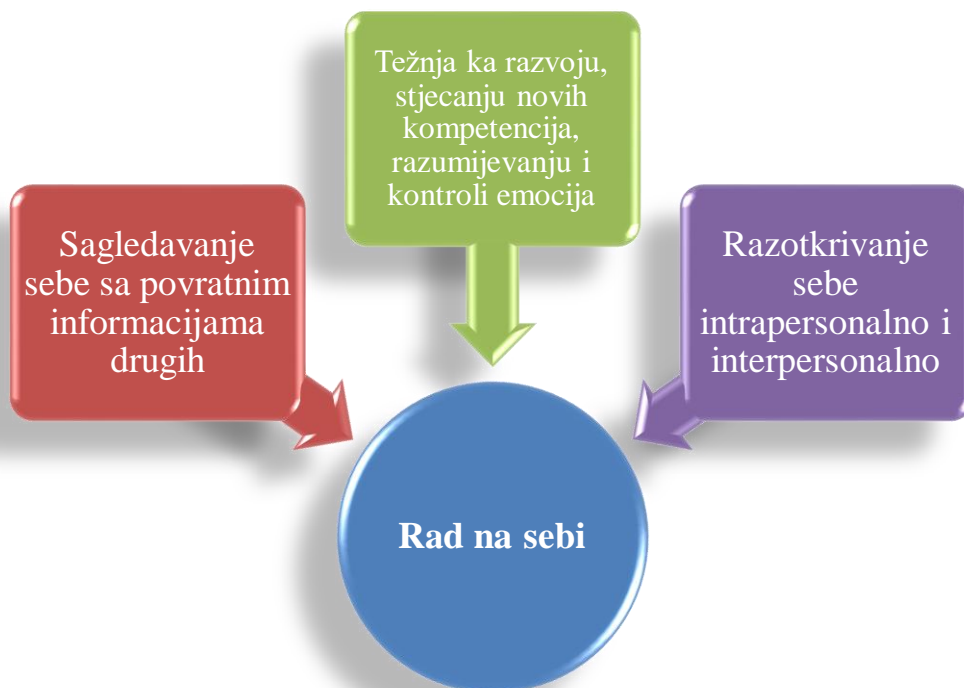 Težnja ka razvoju,
stjecanju novih
kompetencija,
razumijevanju i
kontroli emocija
Sagledavanje
sebe sa povratnim
informacijama
drugih
Razotkrivanje
sebe
intrapersonalno i
interpersonalno
Rad na sebi